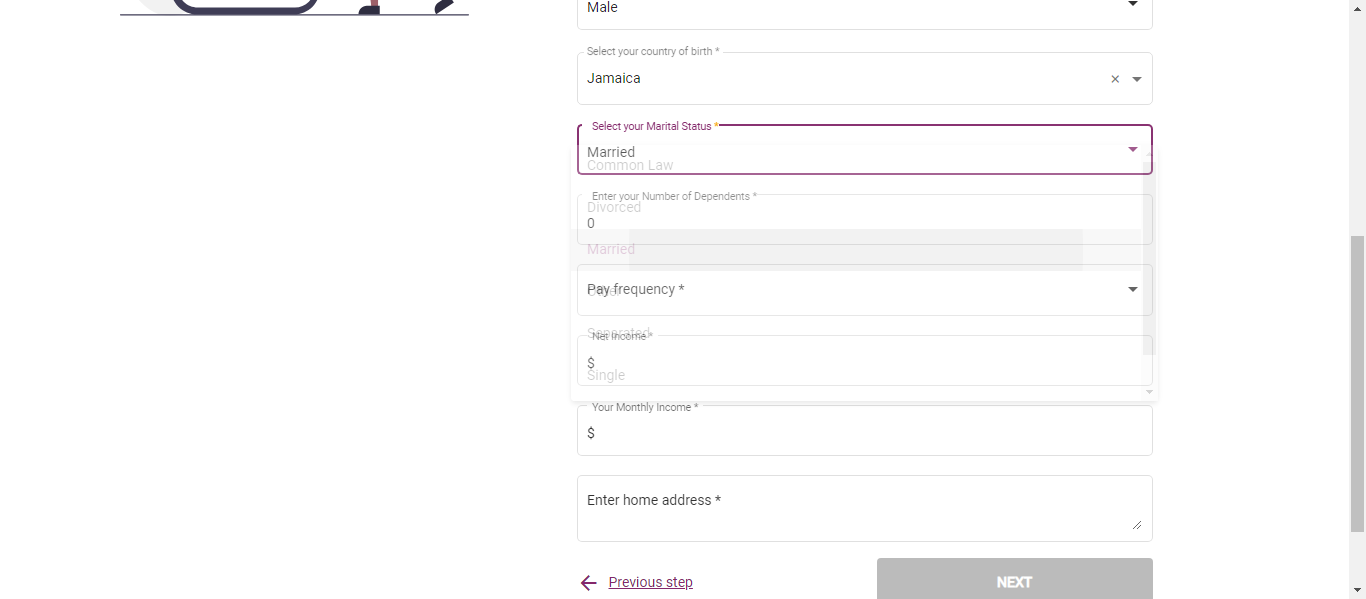 Male
Select your country of birth *
Jamaica
Select your Marital Status *
Married
Common Law
Enter your Number of Dependents *
Divorced
0
Married
Pay frequency *
Other
Separated
Net Income *
$
Single
Your Monthly Income *
$
Enter home address *
Previous step
NEXT